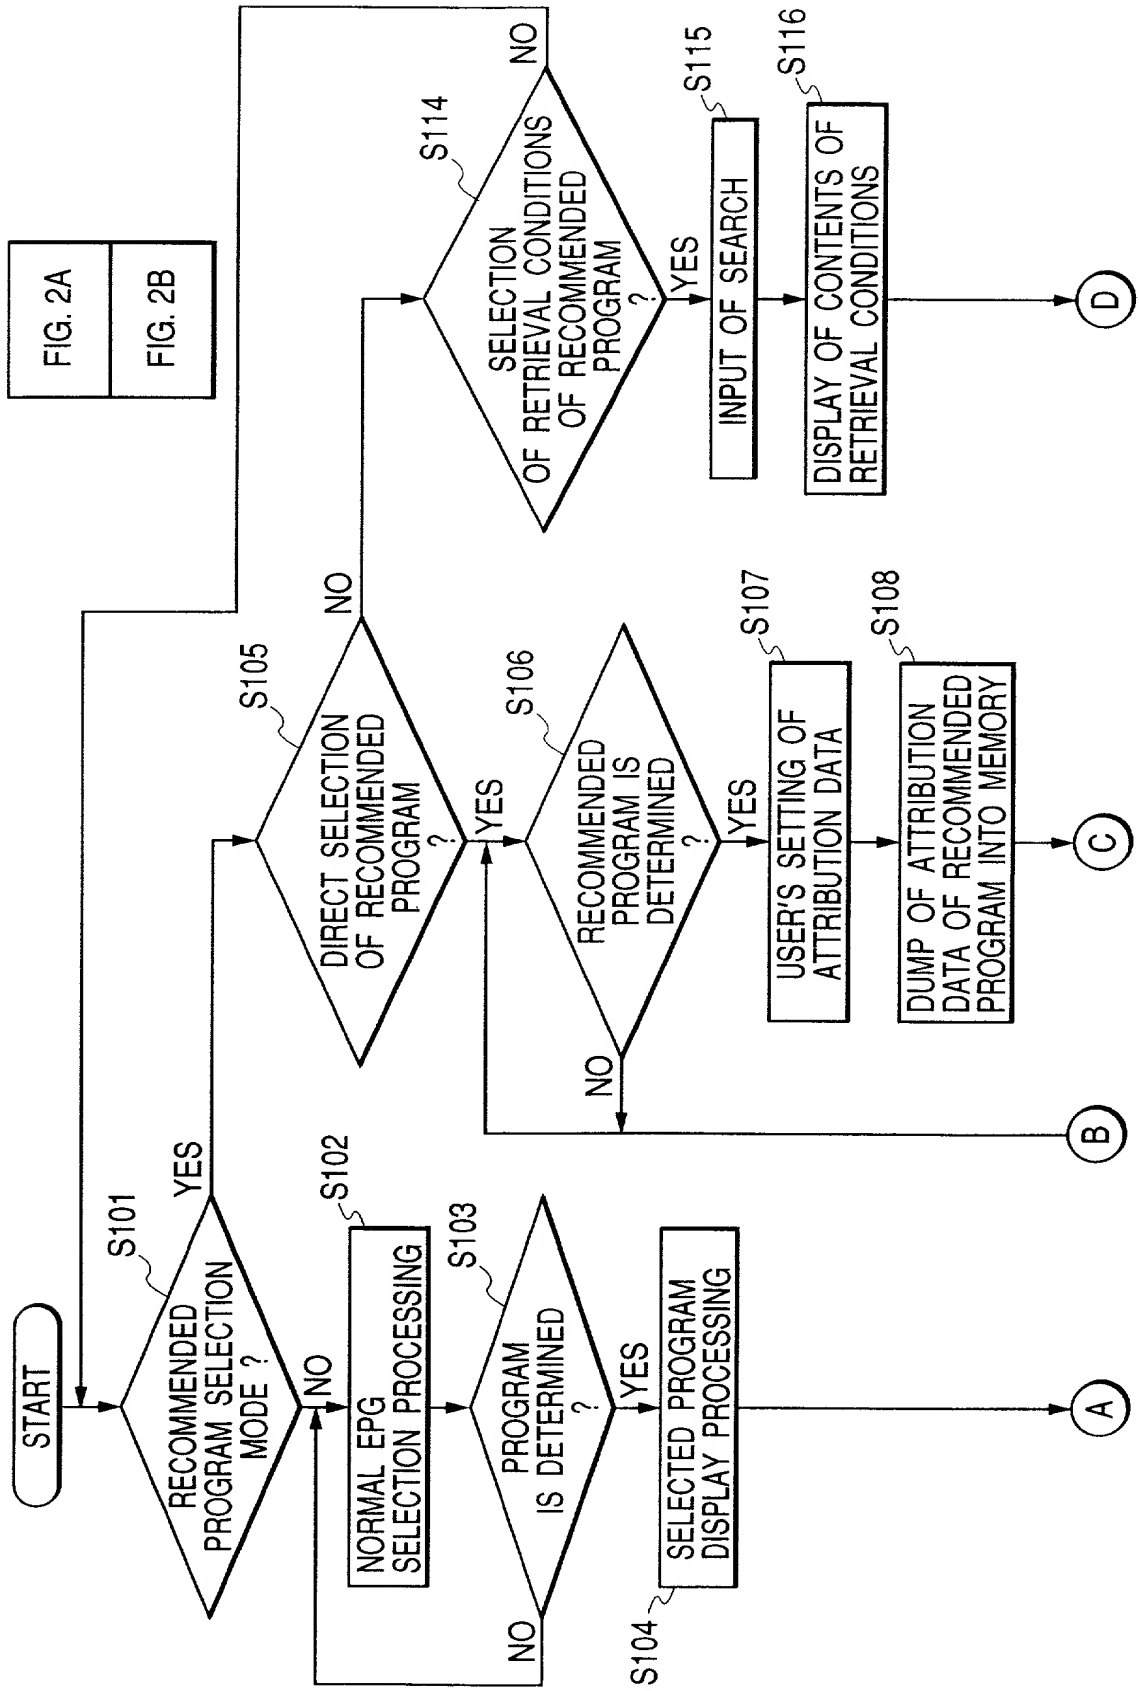 FIG. 2A
FIG. 2B
START
S101
RECOMMENDED
PROGRAM SELECTION
MODE ?
YES
NO
S102
NORMAL EPG
SELECTION PROCESSING
S103
PROGRAM
IS DETERMINED
?
NO
YES
S104
SELECTED PROGRAM
DISPLAY PROCESSING
A
S105
DIRECT SELECTION
OF RECOMMENDED
PROGRAM
?
NO
YES
S106
RECOMMENDED
PROGRAM IS
DETERMINED
?
NO
YES
B
S107
USER'S SETTING OF
ATTRIBUTION DATA
S108
DUMP OF ATTRIBUTION
DATA OF RECOMMENDED
PROGRAM INTO MEMORY
C
S114
SELECTION
OF RETRIEVAL CONDITIONS
OF RECOMMENDED
PROGRAM
?
NO
YES
S115
INPUT OF SEARCH
S116
DISPLAY OF CONTENTS OF
RETRIEVAL CONDITIONS
D